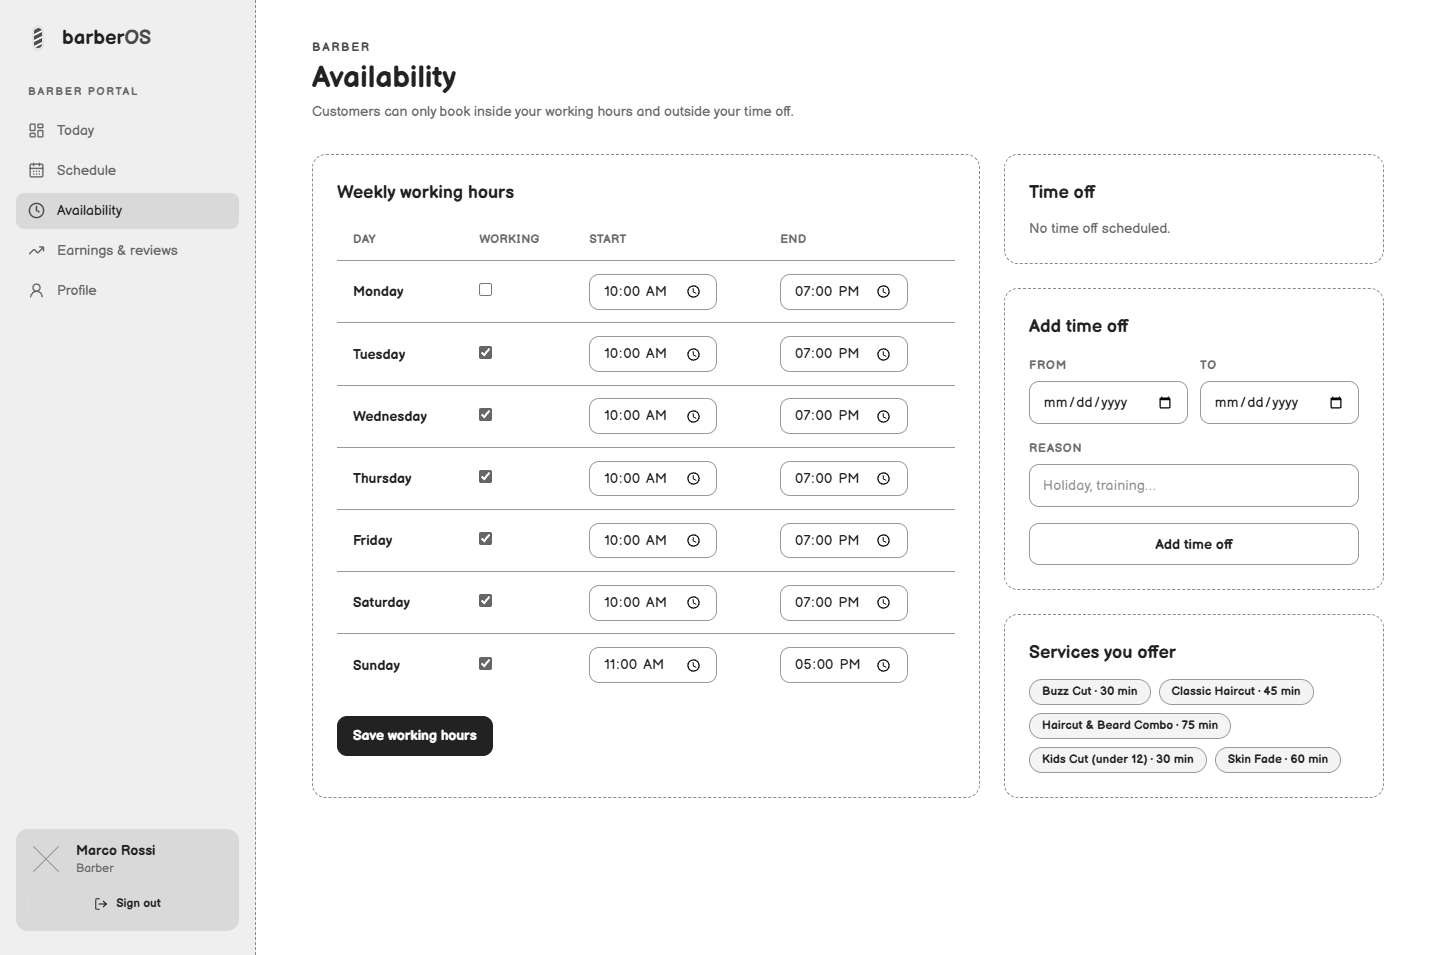 barberOS
BARBER PORTAL
Today
Schedule
Availability
Earnings & reviews
Profile
Marco Rossi
Barber
Sign out
BARBER
Availability
Customers can only book inside your working hours and outside your time off.
Weekly working hours
DAY WORKING START END
Monday 10:00 AM 07:00 PM
Tuesday 10:00 AM 07:00 PM
Wednesday 10:00 AM 07:00 PM
Thursday 10:00 AM 07:00 PM
Friday 10:00 AM 07:00 PM
Saturday 10:00 AM 07:00 PM
Sunday 11:00 AM 05:00 PM
Save working hours
Time off
No time off scheduled.
Add time off
FROM TO
mm/dd/yyyy mm/dd/yyyy
REASON
Holiday, training...
Add time off
Services you offer
Buzz Cut · 30 min Classic Haircut · 45 min
Haircut & Beard Combo · 75 min
Kids Cut (under 12) · 30 min Skin Fade · 60 min